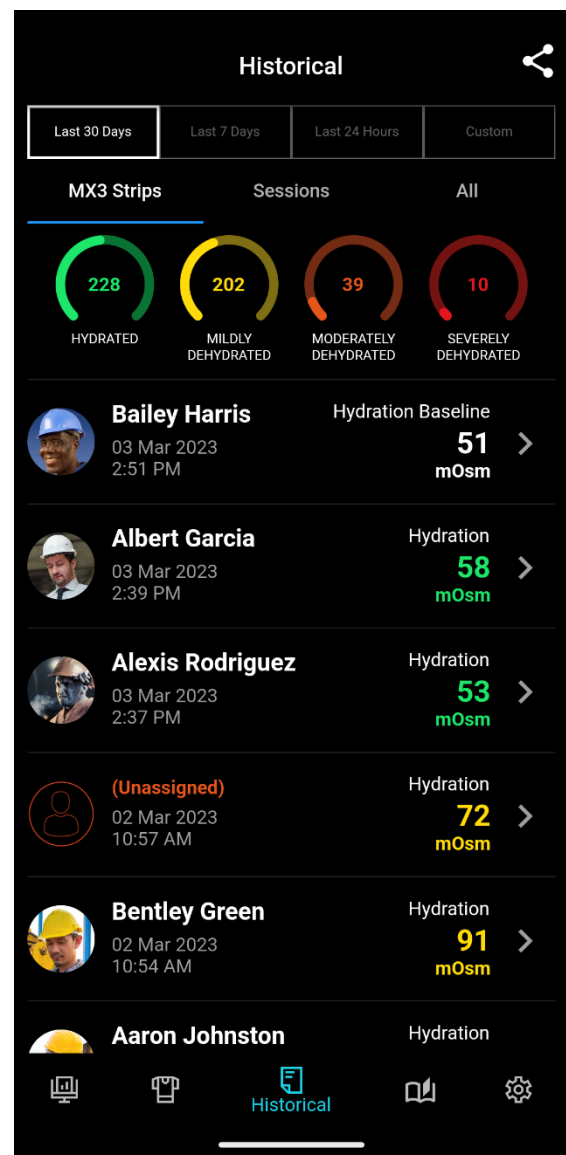 Historical
Last 30 Days
Last 7 Days
Last 24 Hours
Custom
MX3 Strips
Sessions
All
228
202
39
10
HYDRATED
MILDLY
DEHYDRATED
MODERATELY
DEHYDRATED
SEVERELY
DEHYDRATED
Bailey Harris
03 Mar 2023
2:51 PM
Hydration Baseline
51
mOsm
Albert Garcia
03 Mar 2023
2:39 PM
Hydration
58
mOsm
Alexis Rodriguez
03 Mar 2023
2:37 PM
Hydration
53
mOsm
(Unassigned)
02 Mar 2023
10:57 AM
Hydration
72
mOsm
Bentley Green
02 Mar 2023
10:54 AM
Hydration
91
mOsm
Aaron Johnston
Hydration
Historical